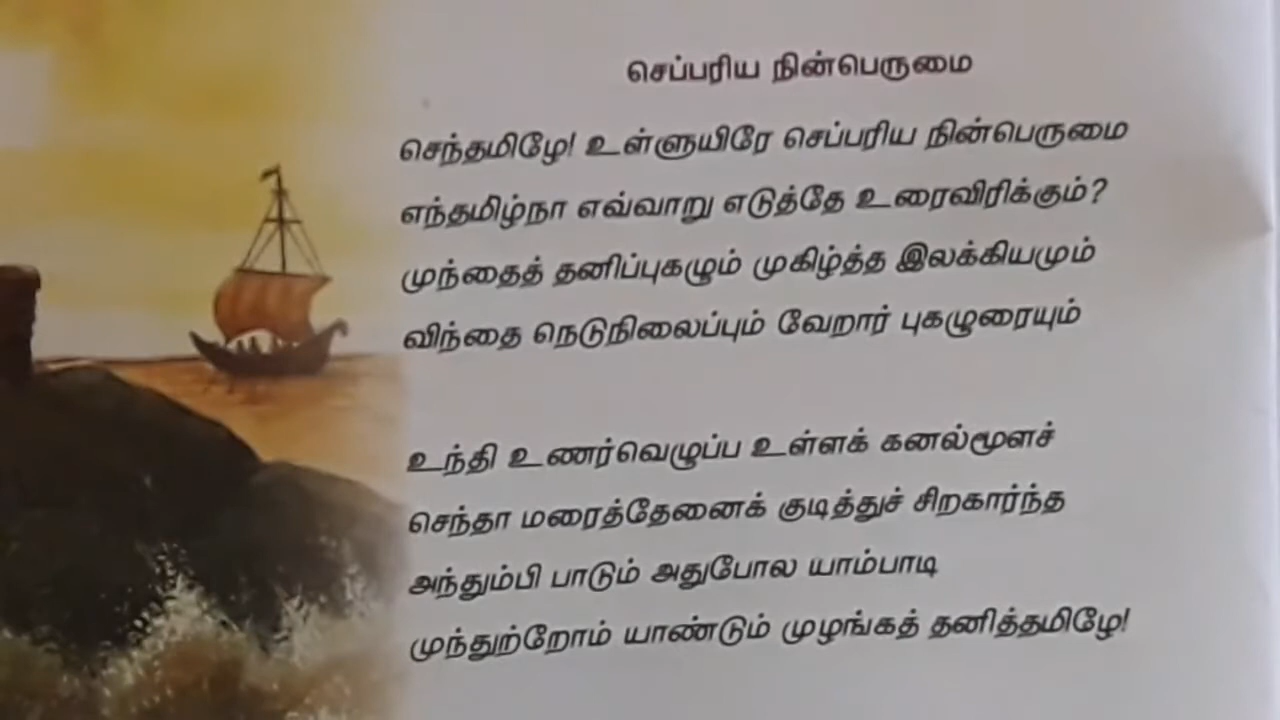 செப்பரிய நின்பெருமை
செந்தமிழே! உள்ளுயிரே செப்பரிய நின்பெருமை
எந்தமிழ்நா எவ்வாறு எடுத்தே உரைவிரிக்கும்?
முந்தைத் தனிப்புகழும் முகிழ்த்த இலக்கியமும்
விந்தை நெடுநிலைப்பும் வேறார் புகழுரையும்
உந்தி உணர்வெழுப்ப உள்ளக் கனல்மூளச்
செந்தா மரைத்தேனைக் குடித்துச் சிறகார்ந்த
அந்தும்பி பாடும் அதுபோல யாம்பாடி
முந்துற்றோம் யாண்டும் முழங்கத் தனித்தமிழே!